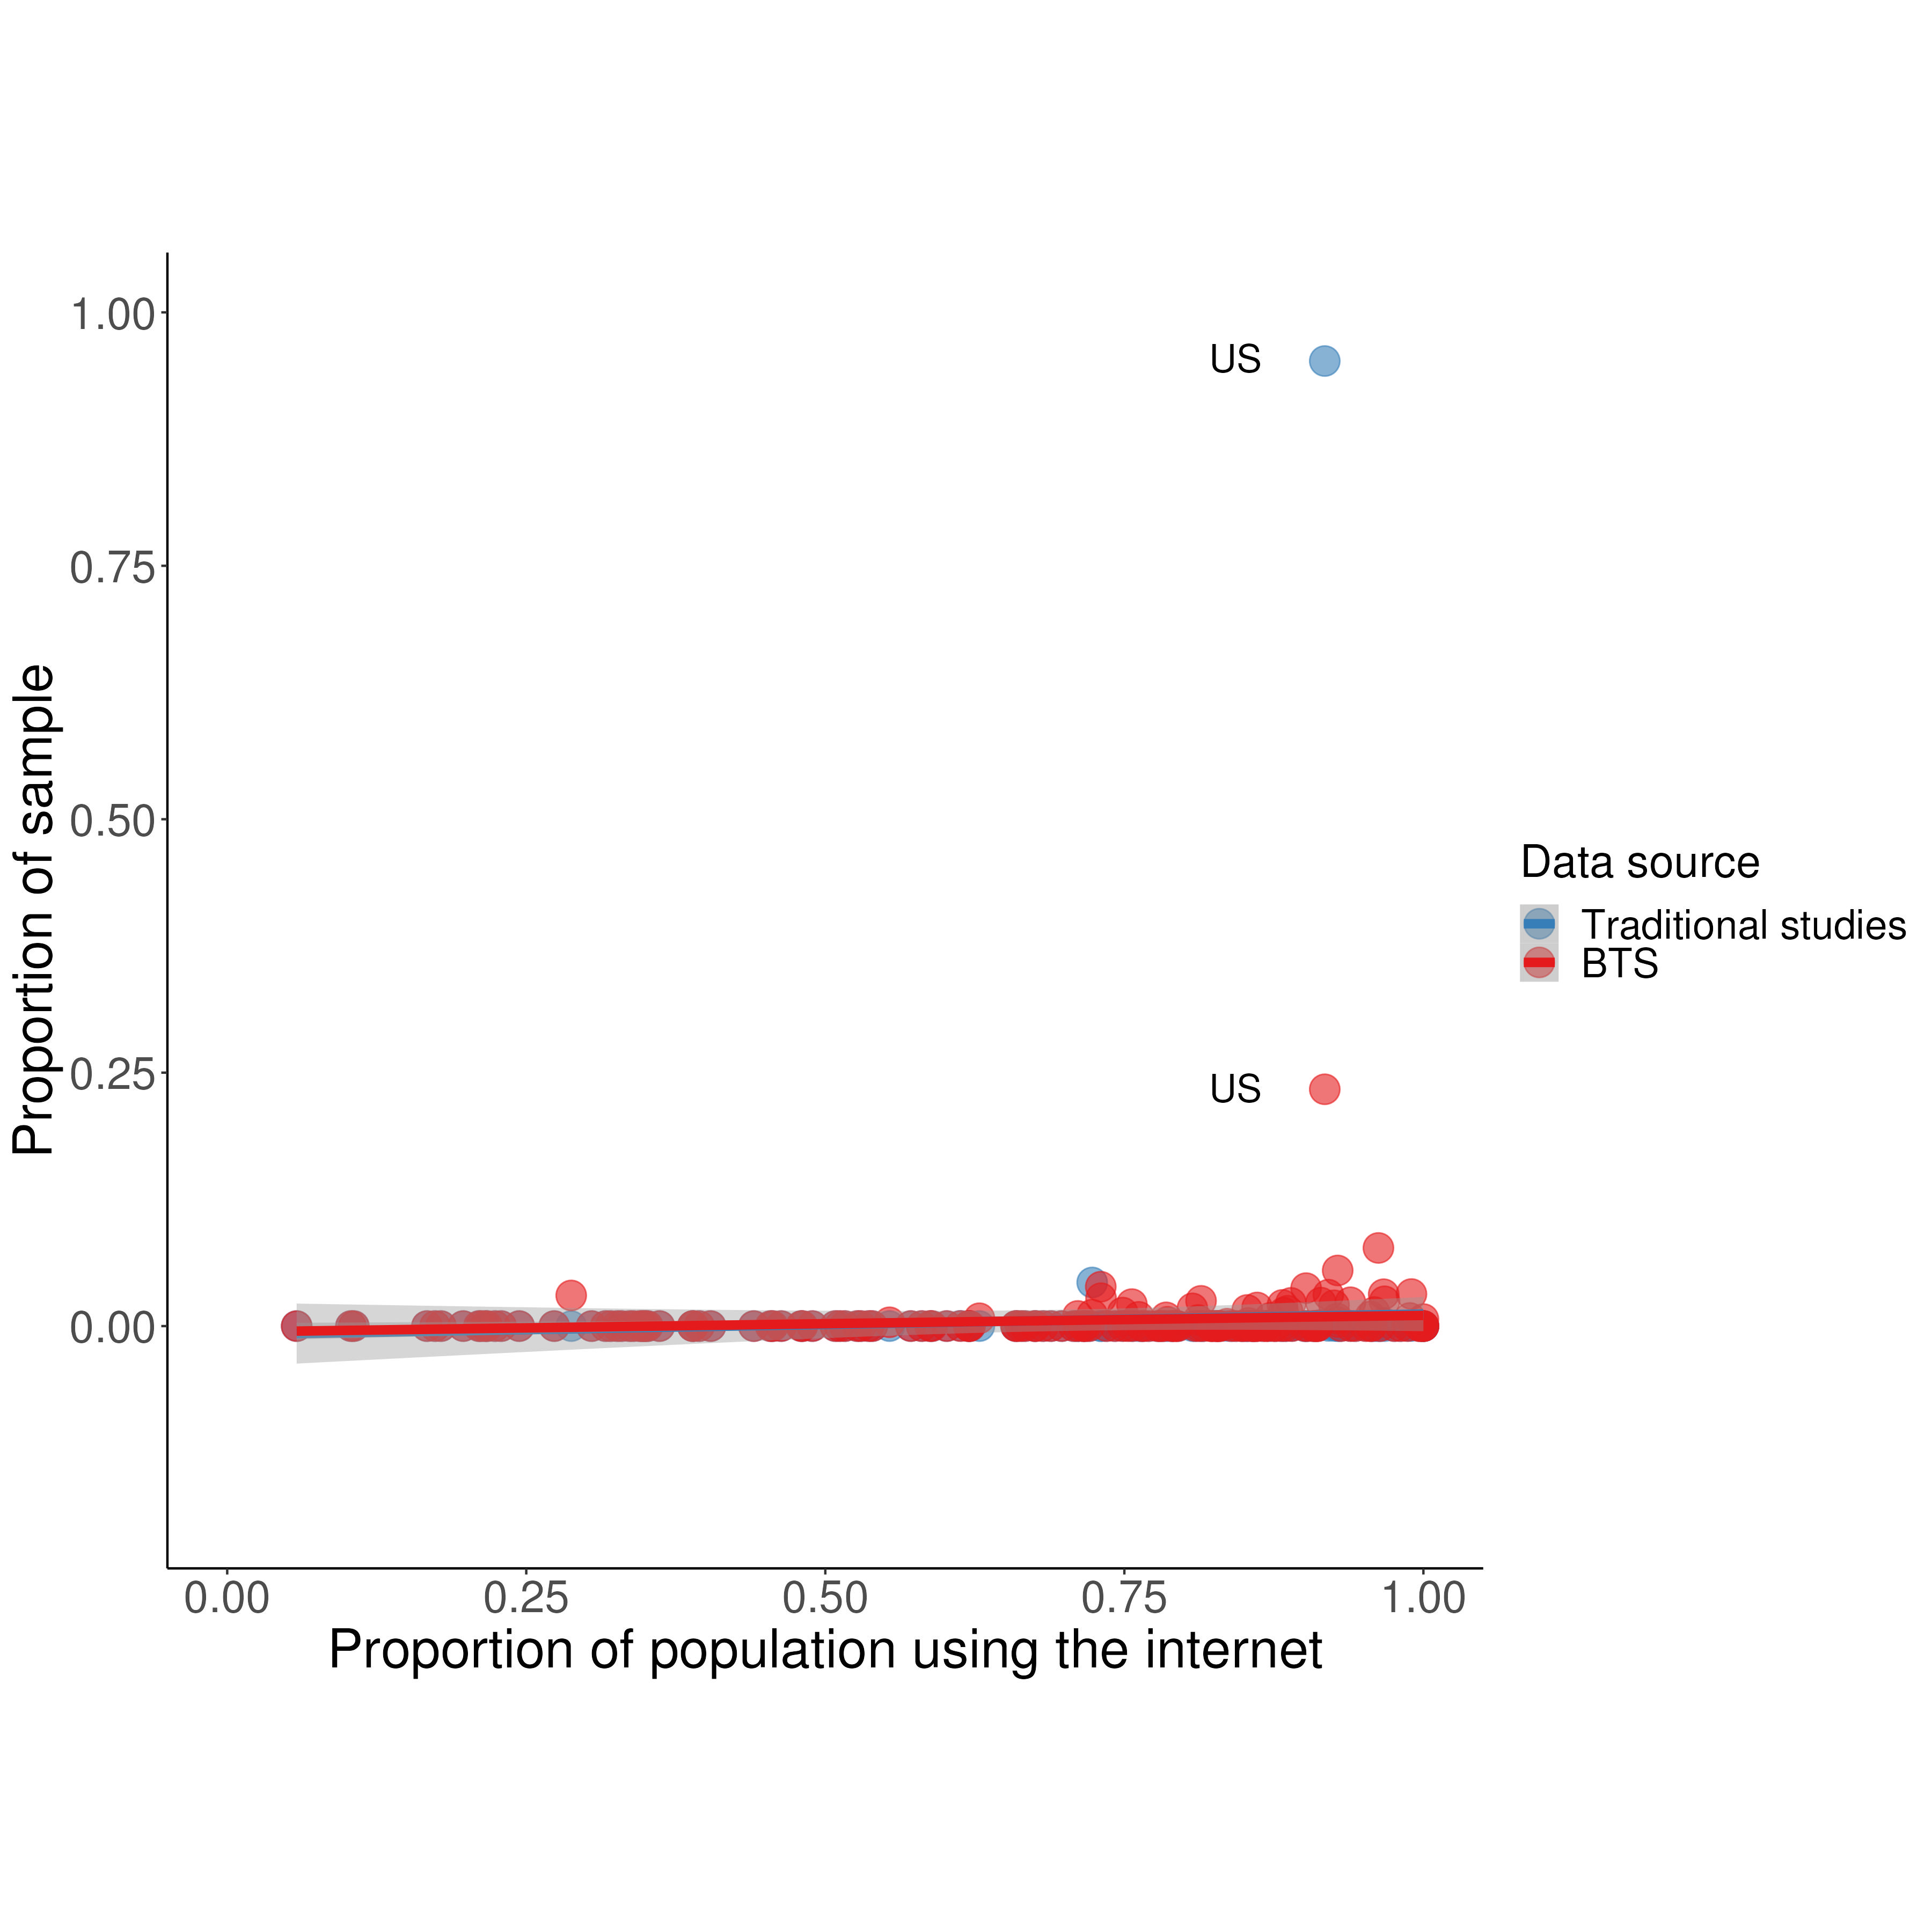 1.00
0.75
0.50
0.25
0.00
Proportion of sample
US
US
0.00 0.25 0.50 0.75 1.00
Proportion of population using the internet
Data source
Traditional studies
BTS